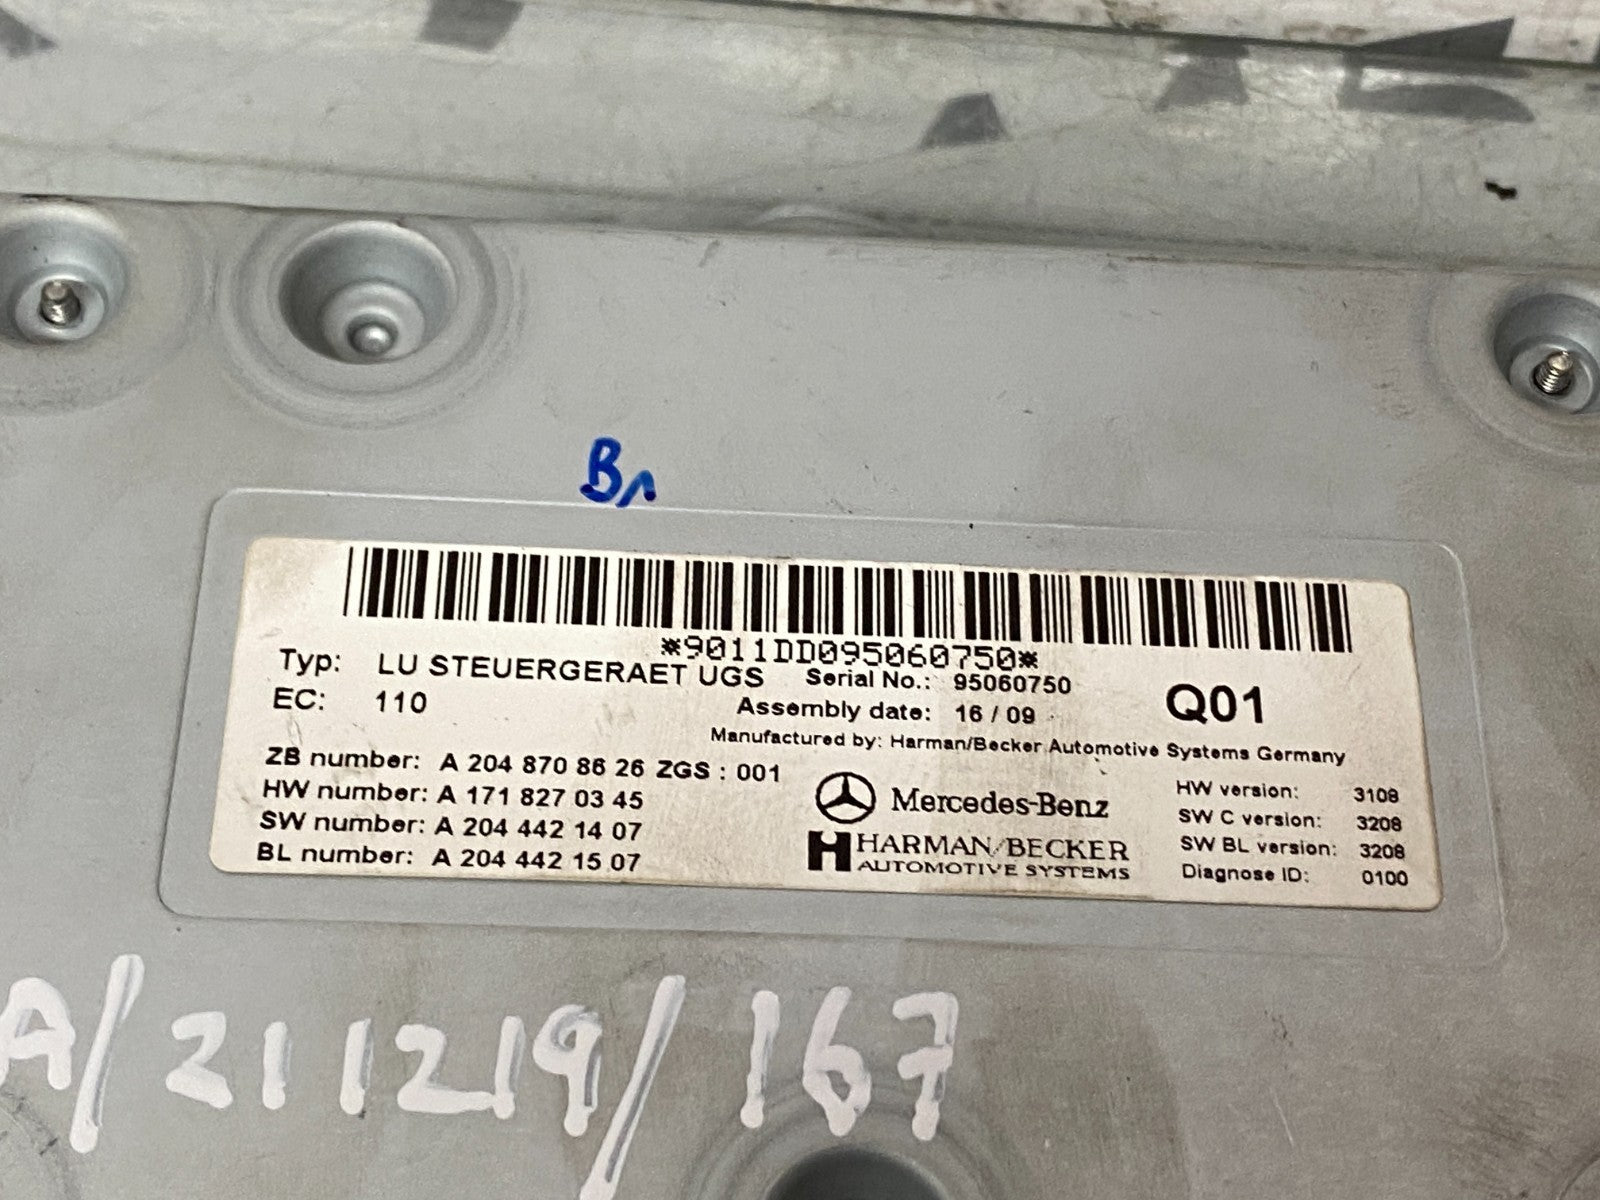 B1
*9011DD095060750*
Typ: LU STEUERGERAET UGS Serial No.: 95060750
EC: 110 Assembly date: 16 / 09 Q01
Manufactured by: Harman/Becker Automotive Systems Germany
ZB number: A 204 870 86 26 ZGS : 001
HW number: A 171 827 03 45
SW number: A 204 442 14 07
BL number: A 204 442 15 07
Mercedes-Benz
HARMAN/BECKER
AUTOMOTIVE SYSTEMS
HW version: 3108
SW C version: 3208
SW BL version: 3208
Diagnose ID: 0100
A/211219/167